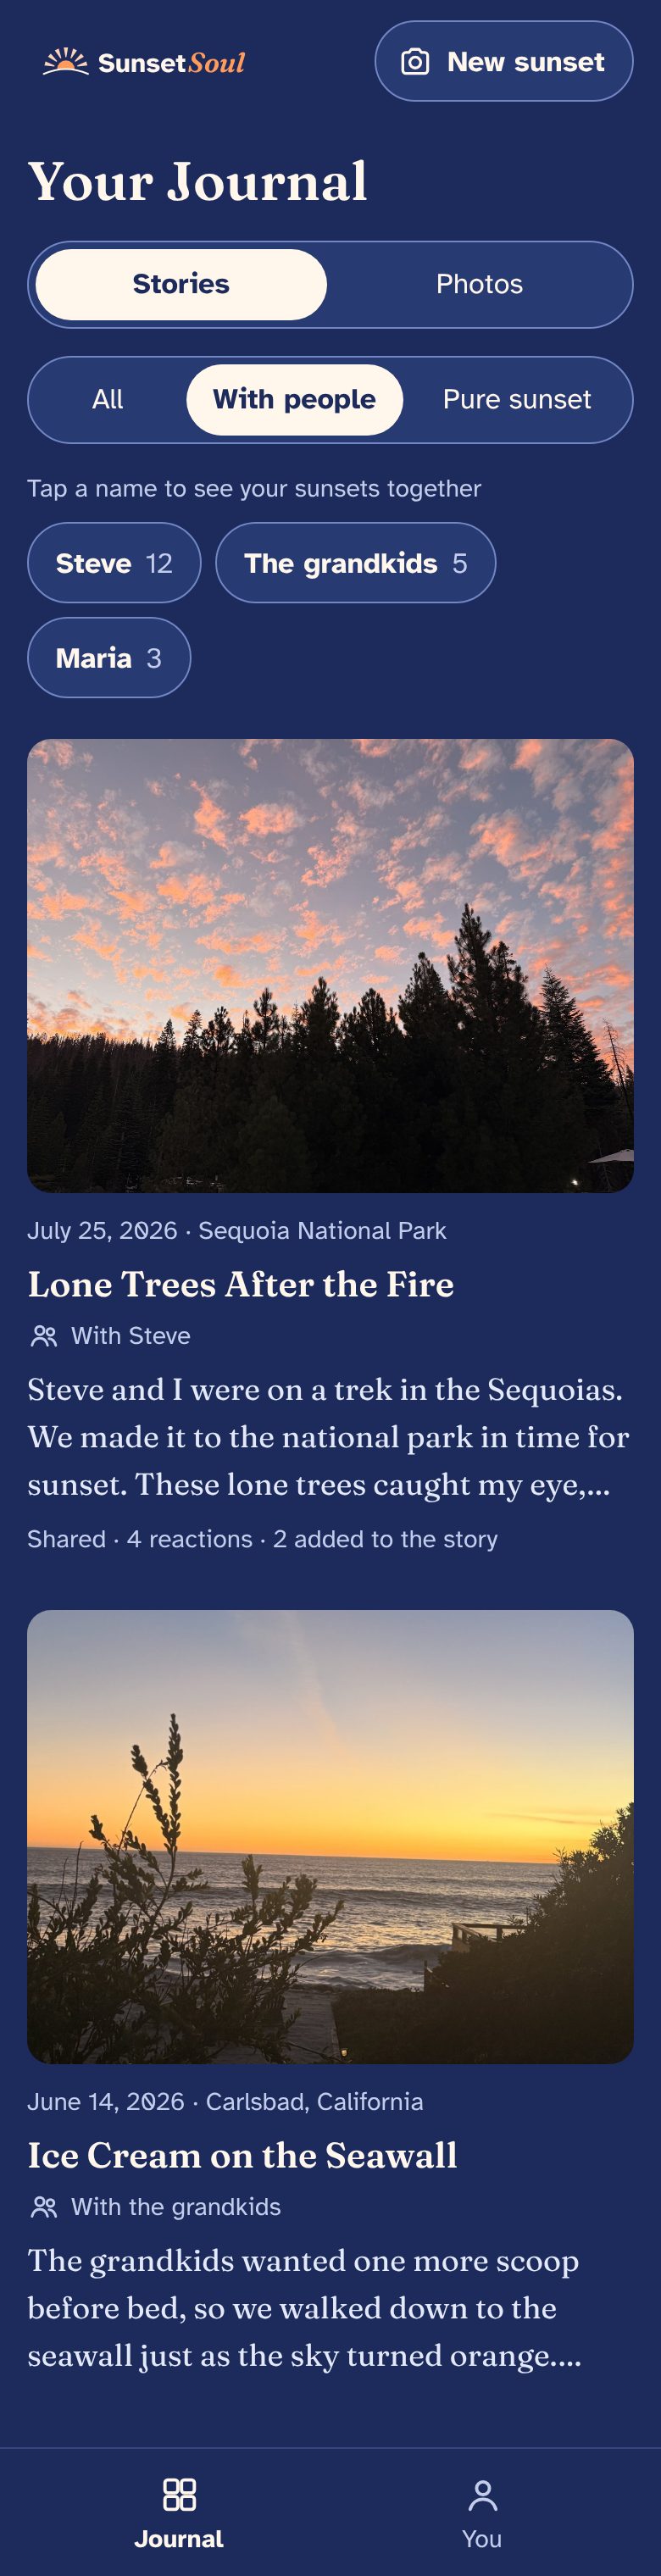 SunsetSoul
New sunset
Your Journal
Stories
Photos
All
With people
Pure sunset
Tap a name to see your sunsets together
Steve 12
The grandkids 5
Maria 3
July 25, 2026 · Sequoia National Park
Lone Trees After the Fire
With Steve
Steve and I were on a trek in the Sequoias.
We made it to the national park in time for
sunset. These lone trees caught my eye,...
Shared · 4 reactions · 2 added to the story
June 14, 2026 · Carlsbad, California
Ice Cream on the Seawall
With the grandkids
The grandkids wanted one more scoop
before bed, so we walked down to the
seawall just as the sky turned orange....
Journal
You